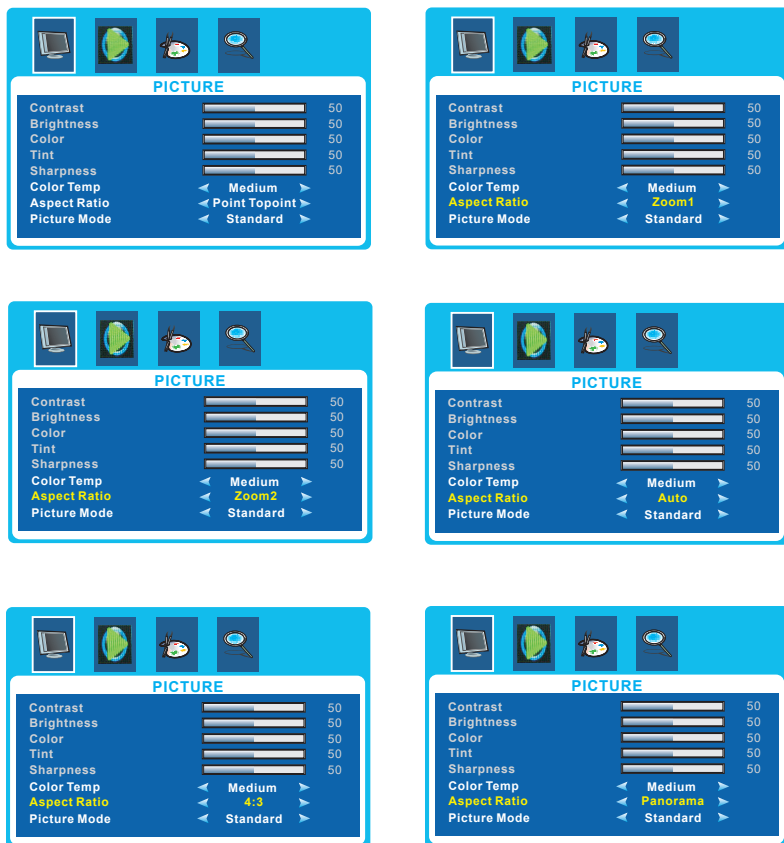 PICTURE
Contrast 50
Brightness 50
Color 50
Tint 50
Sharpness 50
Color Temp Medium
Aspect Ratio Point Topoint
Picture Mode Standard
PICTURE
Contrast 50
Brightness 50
Color 50
Tint 50
Sharpness 50
Color Temp Medium
Aspect Ratio Zoom1
Picture Mode Standard
PICTURE
Contrast 50
Brightness 50
Color 50
Tint 50
Sharpness 50
Color Temp Medium
Aspect Ratio Zoom2
Picture Mode Standard
PICTURE
Contrast 50
Brightness 50
Color 50
Tint 50
Sharpness 50
Color Temp Medium
Aspect Ratio Auto
Picture Mode Standard
PICTURE
Contrast 50
Brightness 50
Color 50
Tint 50
Sharpness 50
Color Temp Medium
Aspect Ratio 4:3
Picture Mode Standard
PICTURE
Contrast 50
Brightness 50
Color 50
Tint 50
Sharpness 50
Color Temp Medium
Aspect Ratio Panorama
Picture Mode Standard